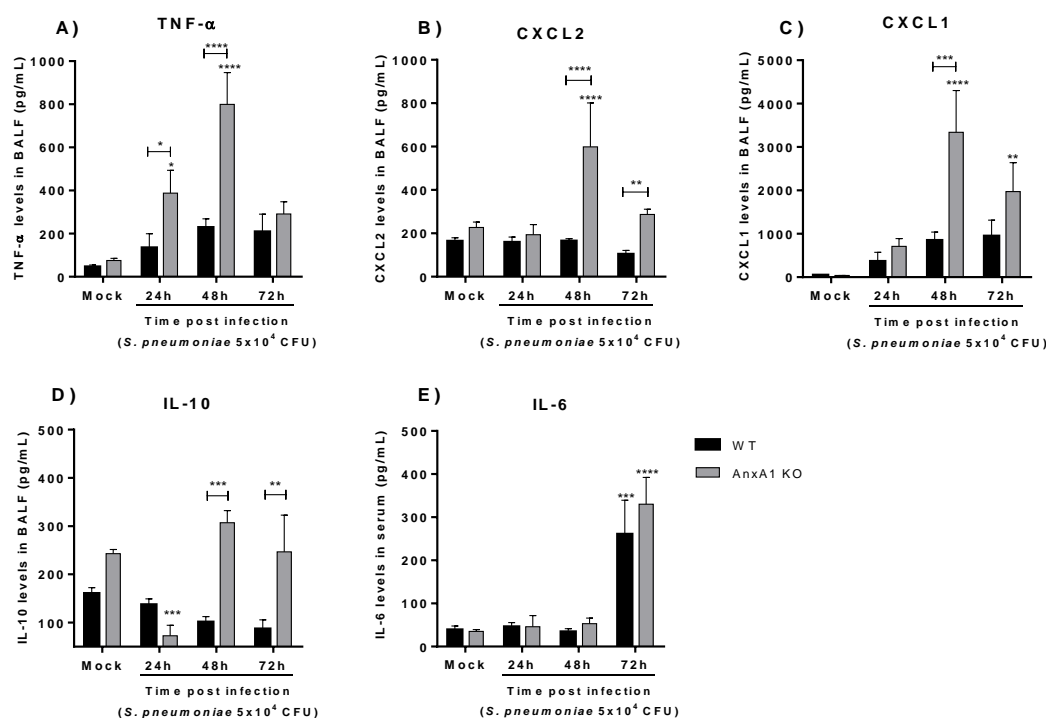 A)
TNF-α
TNF-α levels in BALF (pg/mL)
1000
800
600
400
200
0
*
*
****
****
Mock 24h 48h 72h
Time post infection
(S. pneumoniae 5x10⁴ CFU)
B)
CXCL2
CXCL2 levels in BALF (pg/mL)
1000
800
600
400
200
0
****
****
**
Mock 24h 48h 72h
Time post infection
(S. pneumoniae 5x10⁴ CFU)
C)
CXCL1
CXCL1 levels in BALF (pg/mL)
5000
4000
3000
2000
1000
0
***
****
**
Mock 24h 48h 72h
Time post infection
(S. pneumoniae 5x10⁴ CFU)
D)
IL-10
IL-10 levels in BALF (pg/mL)
500
400
300
200
100
***
***
**
Mock 24h 48h 72h
Time post infection
(S. pneumoniae 5x10⁴ CFU)
E)
IL-6
IL-6 levels in serum (pg/mL)
500
400
300
200
100
0
***
****
Mock 24h 48h 72h
Time post infection
(S. pneumoniae 5x10⁴ CFU)
WT
AnxA1 KO